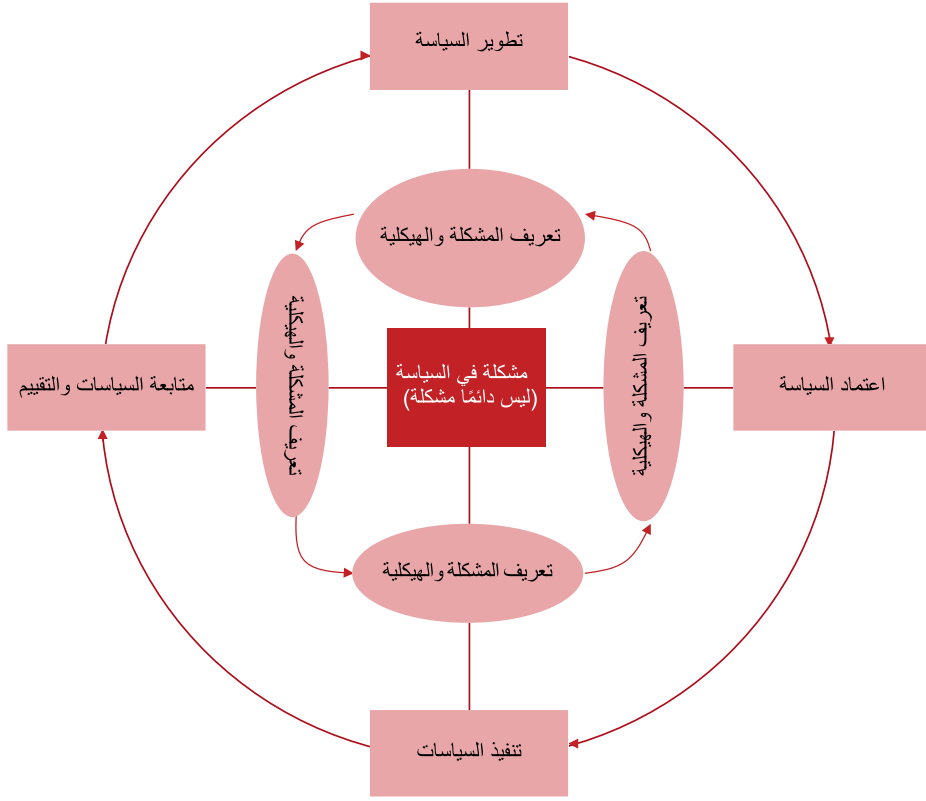 تطوير السياسة
تعريف المشكلة والهيكلية
تعريف المشكلة والهيكلية
تعريف المشكلة والهيكلية
مشكلة في السياسة
(ليس دائمًا مشكلة)
اعتماد السياسة
متابعة السياسات والتقييم
تعريف المشكلة والهيكلية
تنفيذ السياسات